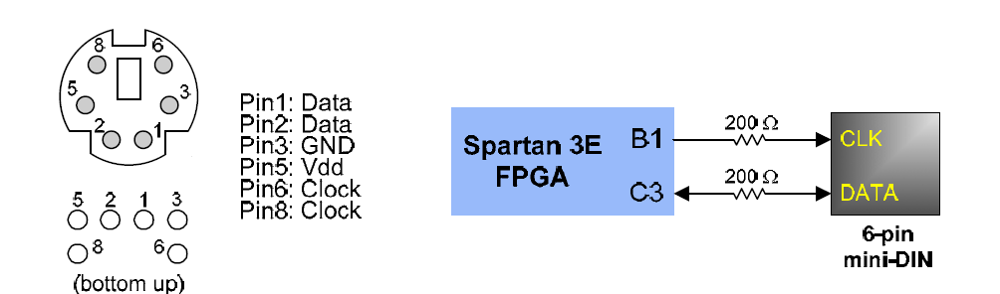 8 6
5 3
2 1
5 2 1 3
8 6
(bottom up)
Pin1: Data
Pin2: Data
Pin3: GND
Pin5: Vdd
Pin6: Clock
Pin8: Clock
Spartan 3E
FPGA
B1
C3
200 Ω
200 Ω
CLK
DATA
6-pin
mini-DIN